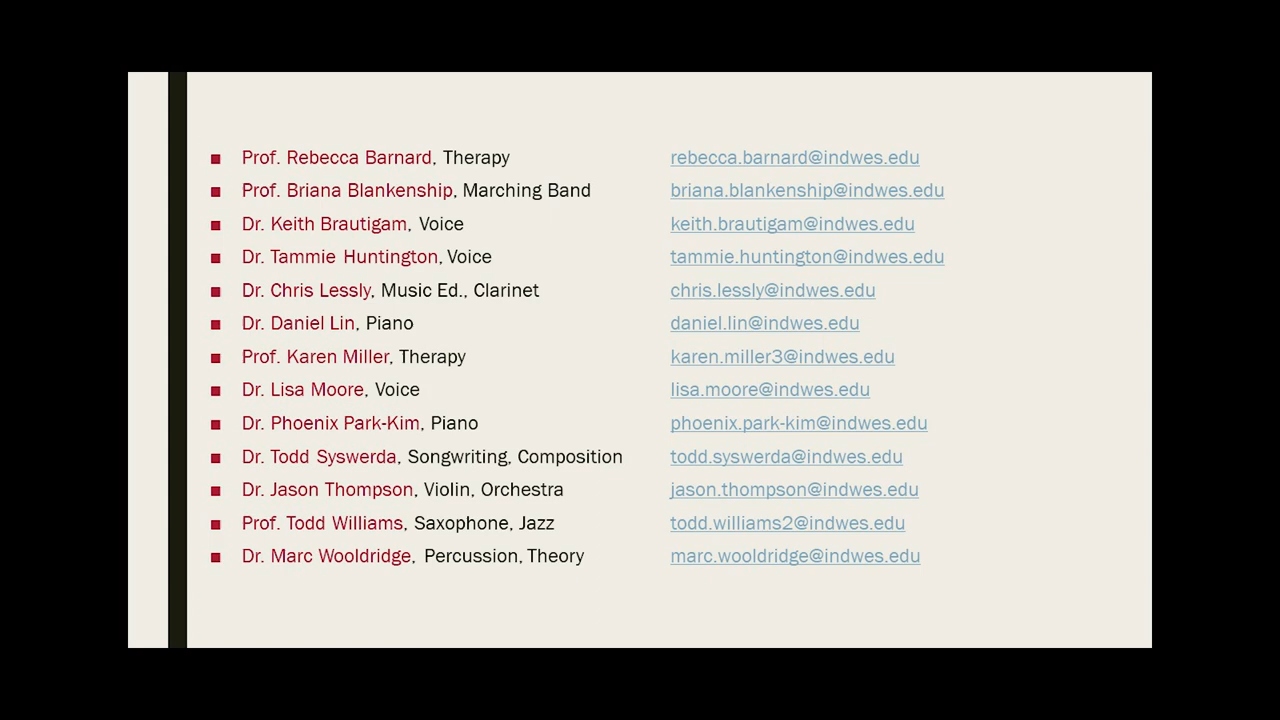 Prof. Rebecca Barnard, Therapy rebecca.barnard@indwes.edu
Prof. Briana Blankenship, Marching Band briana.blankenship@indwes.edu
Dr. Keith Brautigam, Voice keith.brautigam@indwes.edu
Dr. Tammie Huntington, Voice tammie.huntington@indwes.edu
Dr. Chris Lessly, Music Ed., Clarinet chris.lessly@indwes.edu
Dr. Daniel Lin, Piano daniel.lin@indwes.edu
Prof. Karen Miller, Therapy karen.miller3@indwes.edu
Dr. Lisa Moore, Voice lisa.moore@indwes.edu
Dr. Phoenix Park-Kim, Piano phoenix.park-kim@indwes.edu
Dr. Todd Syswerda, Songwriting, Composition todd.syswerda@indwes.edu
Dr. Jason Thompson, Violin, Orchestra jason.thompson@indwes.edu
Prof. Todd Williams, Saxophone, Jazz todd.williams2@indwes.edu
Dr. Marc Wooldridge, Percussion, Theory marc.wooldridge@indwes.edu